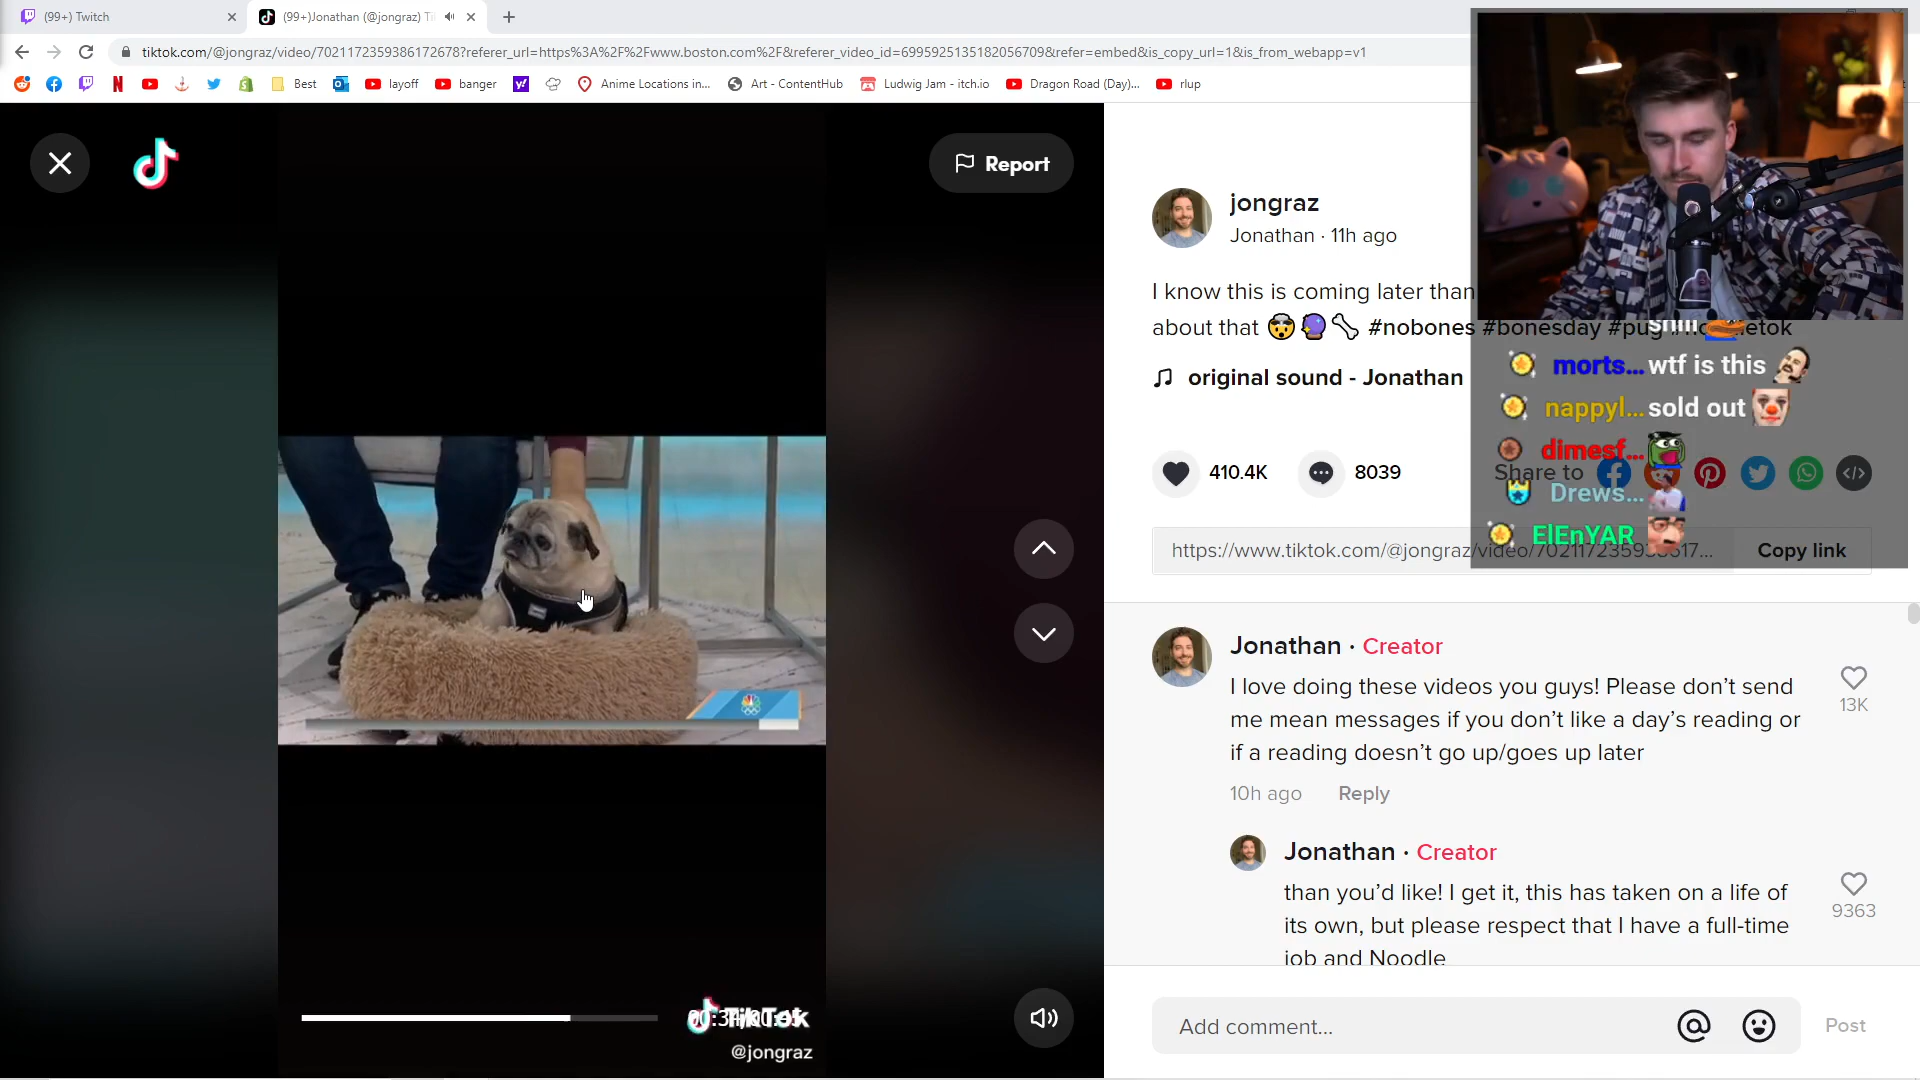 (99+) Twitch
(99+)Jonathan (@jongraz) Ti
tiktok.com/@jongraz/video/7021172359386172678?referer_url=https%3A%2F%2Fwww.boston.com%2F&referer_video_id=6995925135182056709&refer=embed&is_copy_url=1&is_from_webapp=v1
Best
layoff
banger
Anime Locations in...
Art - ContentHub
Ludwig Jam - itch.io
Dragon Road (Day)...
rlup
Report
jongraz
Jonathan · 11h ago
I know this is coming later than
about that 🤯🔮🦴 #nobones #bonesday #pug
original sound - Jonathan
morts... wtf is this
nappyl... sold out
dimesf...
Drews...
ElEnYAR
410.4K
8039
Share to
https://www.tiktok.com/@jongraz/video/7021172359
Copy link
Jonathan · Creator
I love doing these videos you guys! Please don't send
me mean messages if you don't like a day's reading or
if a reading doesn't go up/goes up later
13K
10h ago Reply
Jonathan · Creator
than you'd like! I get it, this has taken on a life of
its own, but please respect that I have a full-time
job and Noodle
9363
TikTok
@jongraz
Add comment...
Post